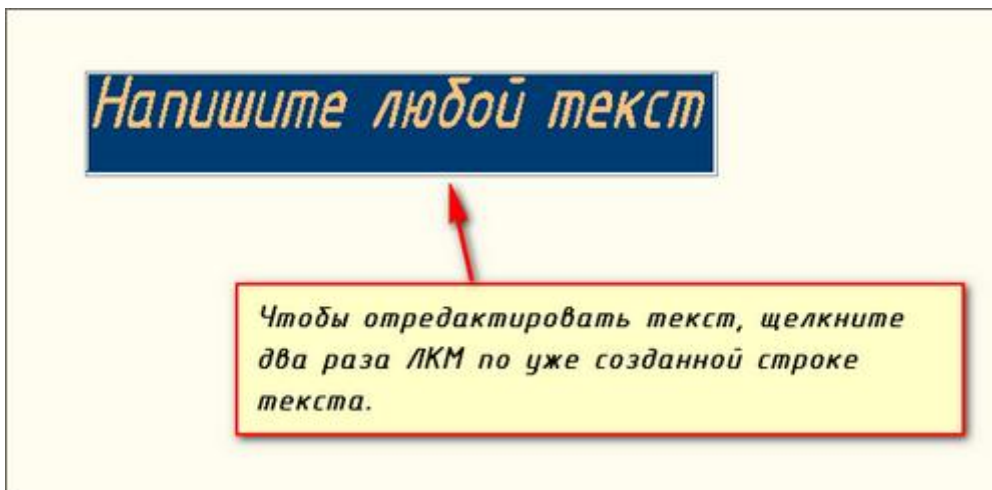 Напишите любой текст
Чтобы отредактировать текст, щелкните
два раза ЛКМ по уже созданной строке
текста.